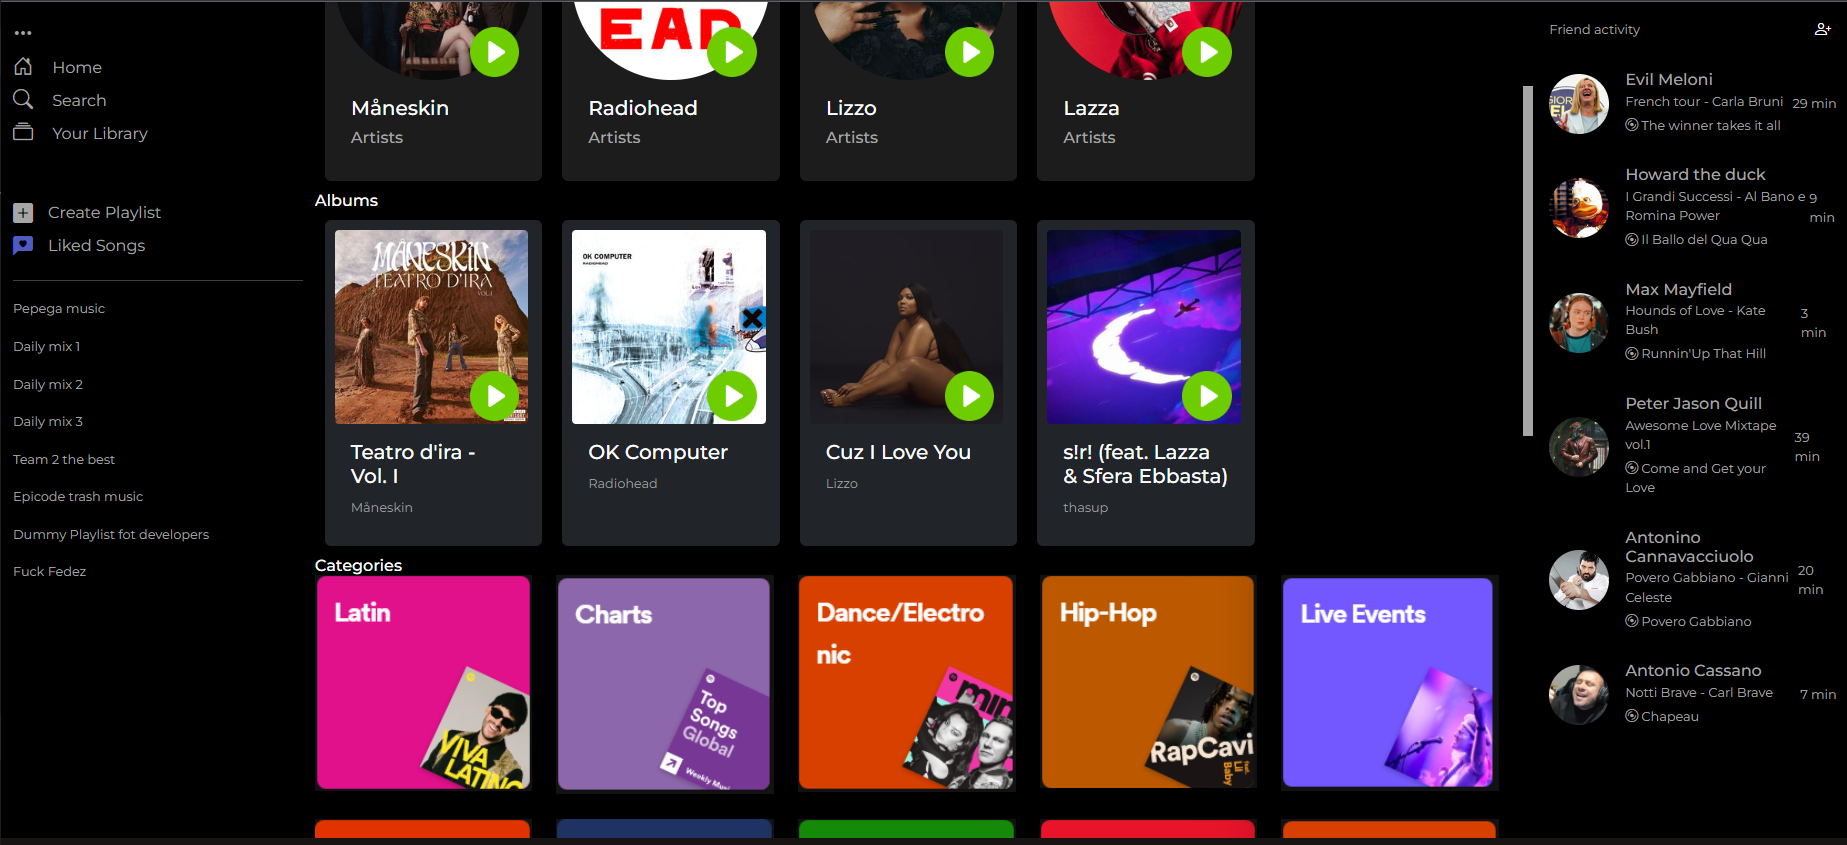 Home
Search
Your Library
Create Playlist
Liked Songs
Pepega music
Daily mix 1
Daily mix 2
Daily mix 3
Team 2 the best
Epicode trash music
Dummy Playlist fot developers
Fuck Fedez
EAD
Måneskin
Artists
Radiohead
Artists
Lizzo
Artists
Lazza
Artists
Albums
MÅNESKIN
TEATRO D'IRA
VOL.I
OK COMPUTER
RADIOHEAD
Teatro d'ira -
Vol. I
Måneskin
OK Computer
Radiohead
Cuz I Love You
Lizzo
s!r! (feat. Lazza
& Sfera Ebbasta)
thasup
Categories
Latin
VIVA
LATINO
Charts
Top
Songs
Global
Weekly Mus
Dance/Electro
nic
min
Hip-Hop
RapCavi
feat.
Lil
Baby
Live Events
Friend activity
Evil Meloni
French tour - Carla Bruni
29 min
The winner takes it all
Howard the duck
I Grandi Successi - Al Bano e
Romina Power
9
min
Il Ballo del Qua Qua
Max Mayfield
Hounds of Love - Kate
Bush
3
min
Runnin'Up That Hill
Peter Jason Quill
Awesome Love Mixtape
vol.1
39
min
Come and Get your
Love
Antonino
Cannavacciuolo
Povero Gabbiano - Gianni
Celeste
20
min
Povero Gabbiano
Antonio Cassano
Notti Brave - Carl Brave
7 min
Chapeau